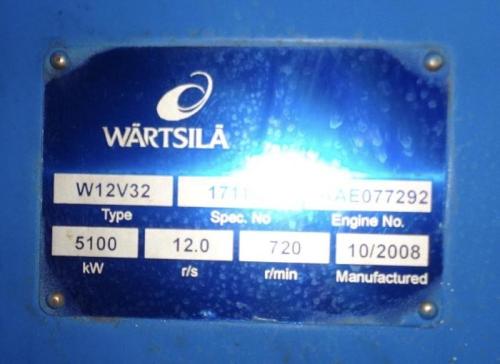 WÄRTSILÄ
W12V32
Type Spec. No Engine No.
5100 12.0 720 10/2008
kW r/s r/min Manufactured